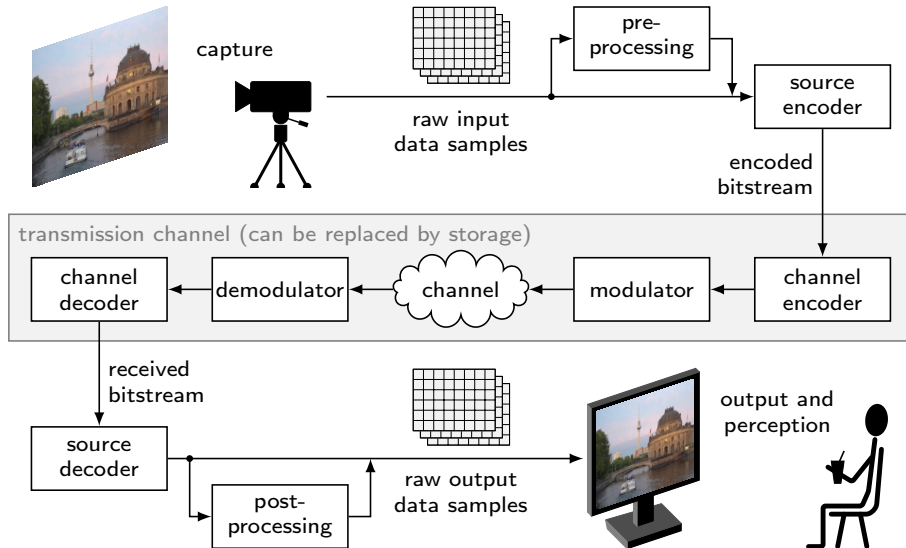 capture
pre-
processing
source
encoder
raw input
data samples
encoded
bitstream
transmission channel (can be replaced by storage)
channel
decoder
demodulator
channel
modulator
channel
encoder
received
bitstream
source
decoder
post-
processing
raw output
data samples
output and
perception